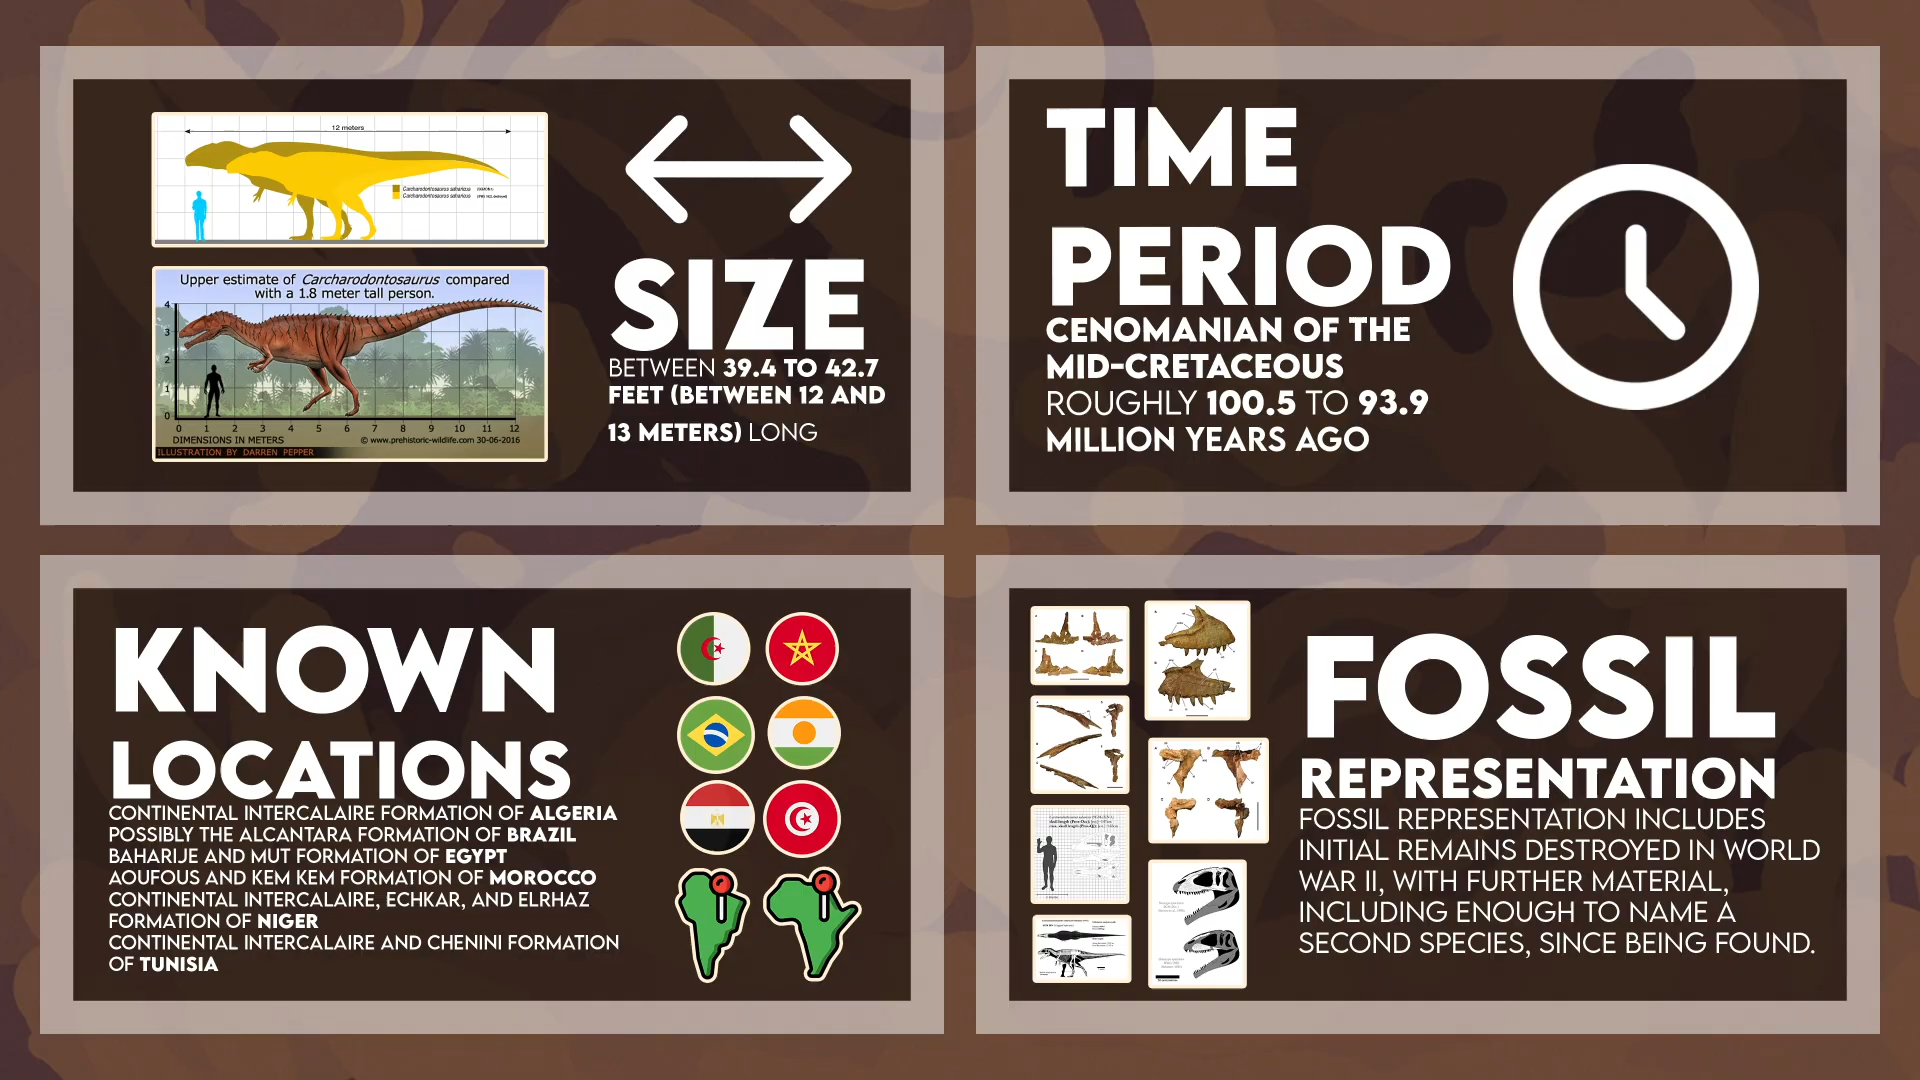 12 meters
Carcharodontosaurus saharicus
Carcharodontosaurus saharicus
SIZE
BETWEEN 39.4 TO 42.7
FEET (BETWEEN 12 AND
13 METERS) LONG
Upper estimate of Carcharodontosaurus compared
with a 1.8 meter tall person.
4
3
2
1
0
0 1 2 3 4 5 6 7 8 9 10 11 12
DIMENSIONS IN METERS
© www.prehistoric-wildlife.com 30-06-2016
ILLUSTRATION BY DARREN PEPPER
TIME
PERIOD
CENOMANIAN OF THE
MID-CRETACEOUS
ROUGHLY 100.5 TO 93.9
MILLION YEARS AGO
KNOWN
LOCATIONS
CONTINENTAL INTERCALAIRE FORMATION OF ALGERIA
POSSIBLY THE ALCANTARA FORMATION OF BRAZIL
BAHARIJE AND MUT FORMATION OF EGYPT
AOUFOUS AND KEM KEM FORMATION OF MOROCCO
CONTINENTAL INTERCALAIRE, ECHKAR, AND ELRHAZ
FORMATION OF NIGER
CONTINENTAL INTERCALAIRE AND CHENINI FORMATION
OF TUNISIA
FOSSIL
REPRESENTATION
FOSSIL REPRESENTATION INCLUDES
INITIAL REMAINS DESTROYED IN WORLD
WAR II, WITH FURTHER MATERIAL,
INCLUDING ENOUGH TO NAME A
SECOND SPECIES, SINCE BEING FOUND.